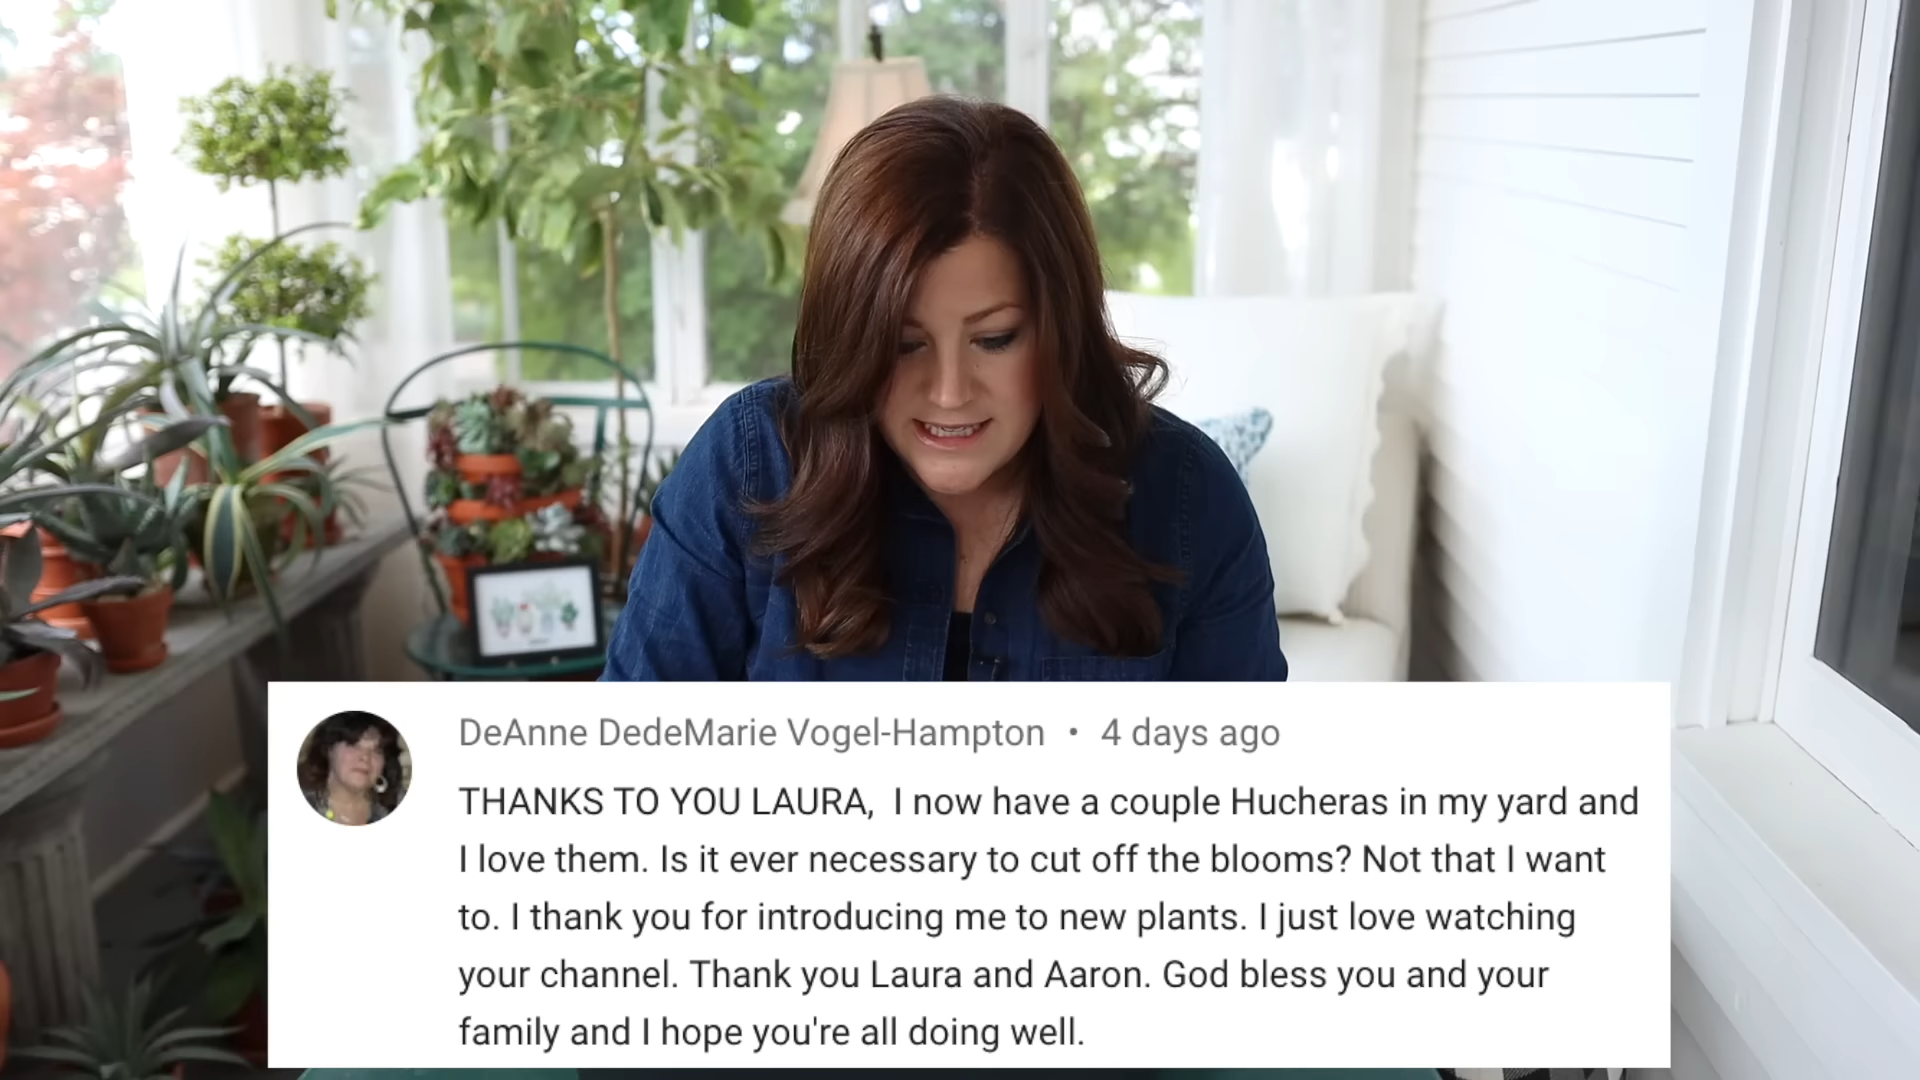 DeAnne DedeMarie Vogel-Hampton • 4 days ago
THANKS TO YOU LAURA,  I now have a couple Hucheras in my yard and
I love them. Is it ever necessary to cut off the blooms? Not that I want
to. I thank you for introducing me to new plants. I just love watching
your channel. Thank you Laura and Aaron. God bless you and your
family and I hope you're all doing well.